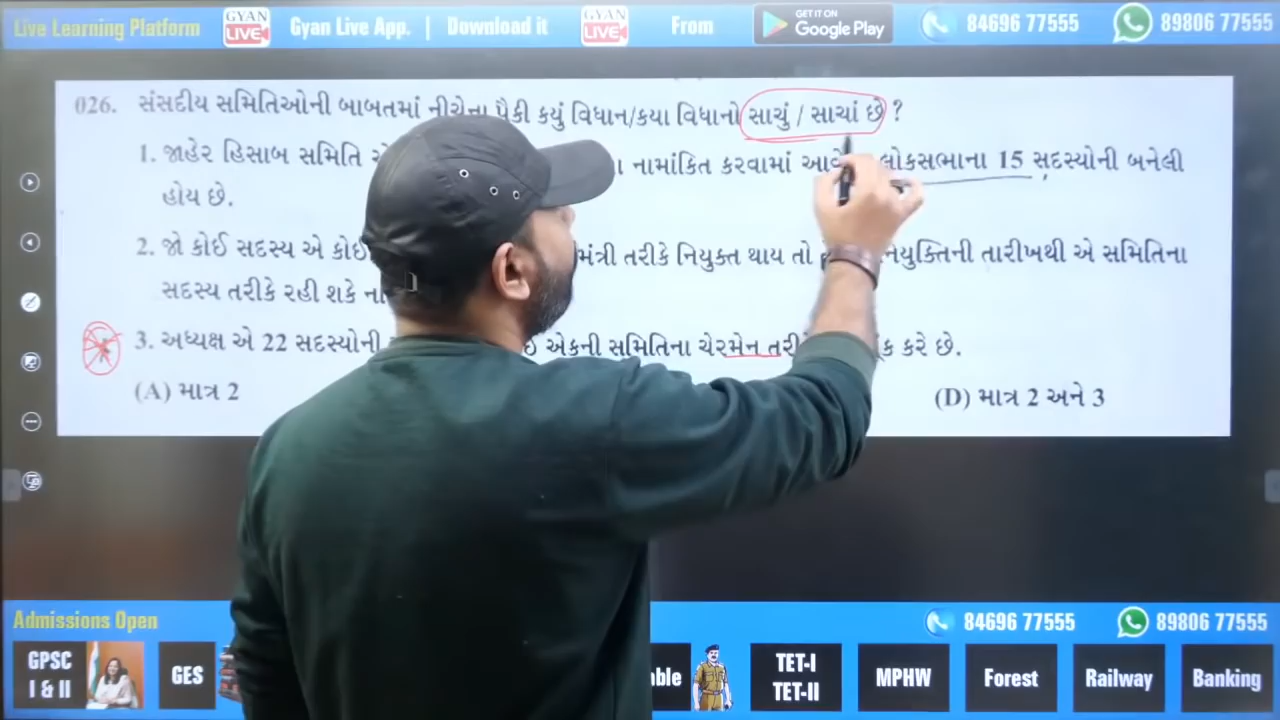 Live Learning Platform GYAN LIVE Gyan Live App. | Download it GYAN LIVE From GET IT ON Google Play 84696 77555 89806 77555
026. સંસદીય સમિતિઓની બાબતમાં નીચેના પૈકી કયું વિધાન/કયા વિધાનો સાચું / સાચાં છે ?
1. જાહેર હિસાબ સમિતિ નામાંકિત કરવામાં લોકસભાના 15 સદસ્યોની બનેલી
હોય છે.
2. જો કોઈ સદસ્ય એ કોઈ મંત્રી તરીકે નિયુક્ત થાય તો તારીખથી એ સમિતિના
સદસ્ય તરીકે રહી શકે
3. અધ્યક્ષ એ 22 સદસ્યોની એકની સમિતિના ચેરમેન કરે છે.
(A) માત્ર 2 (D) માત્ર 2 અને 3
Admissions Open 84696 77555 89806 77555
GPSC I & II GES TET-I TET-II MPHW Forest Railway Banking